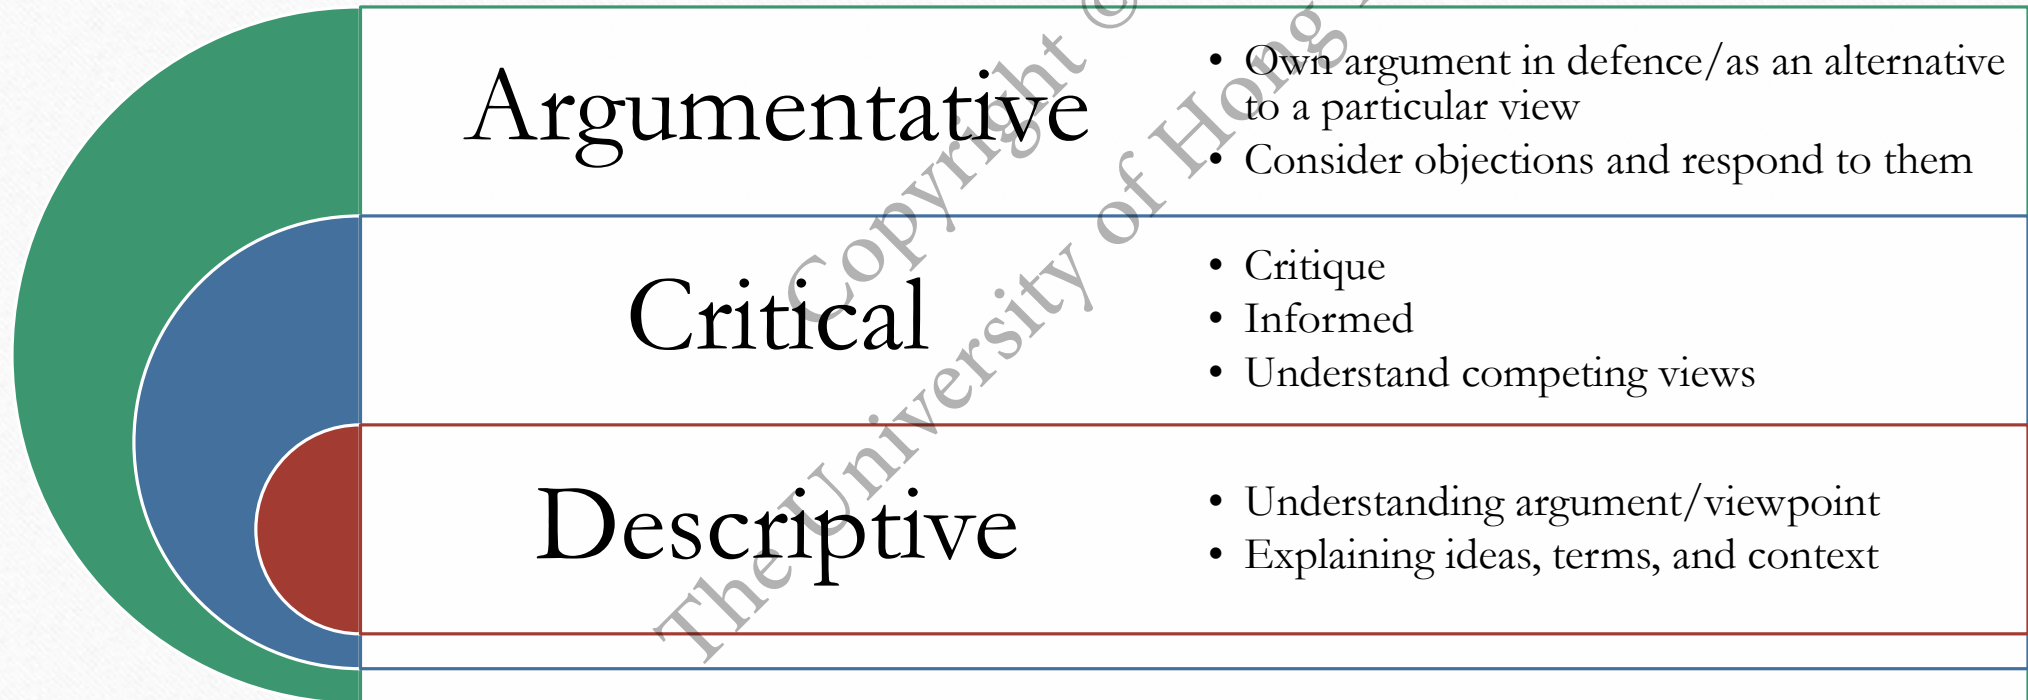 Argumentative
• Own argument in defence/as an alternative
to a particular view
• Consider objections and respond to them
Critical
• Critique
• Informed
• Understand competing views
Descriptive
• Understanding argument/viewpoint
• Explaining ideas, terms, and context
Copyright ©
The University of Hong